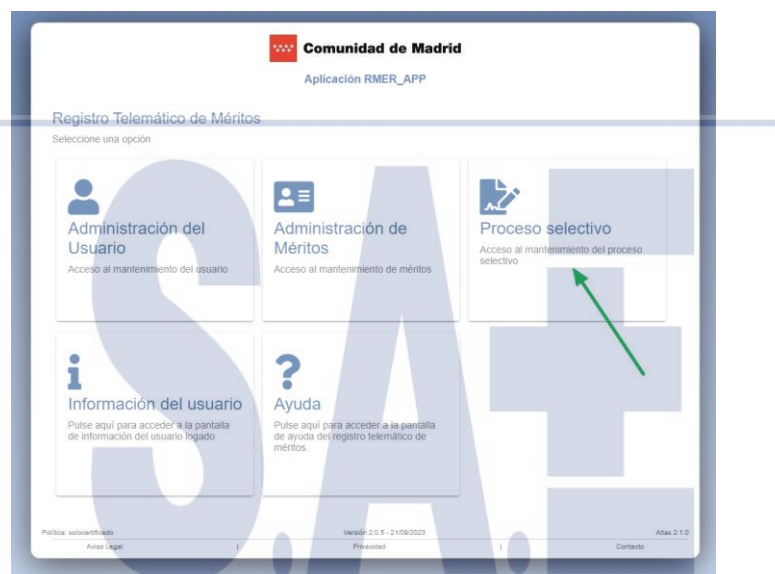 Comunidad de Madrid
Aplicación RMER_APP
Registro Telemático de Méritos
Seleccione una opción
Administración del
Usuario
Acceso al mantenimiento del usuario
Administración de
Méritos
Acceso al mantenimiento de méritos
Proceso selectivo
Acceso al mantenimiento del proceso
selectivo
Información del usuario
Pulse aquí para acceder a la pantalla
de información del usuario logado
Ayuda
Pulse aquí para acceder a la pantalla
de ayuda del registro telemático de
méritos.
Política: solocertificado Versión 2.0.5 - 21/09/2023 Atlas 2.1.0
Aviso Legal | Privacidad | Contacto
S.A.E